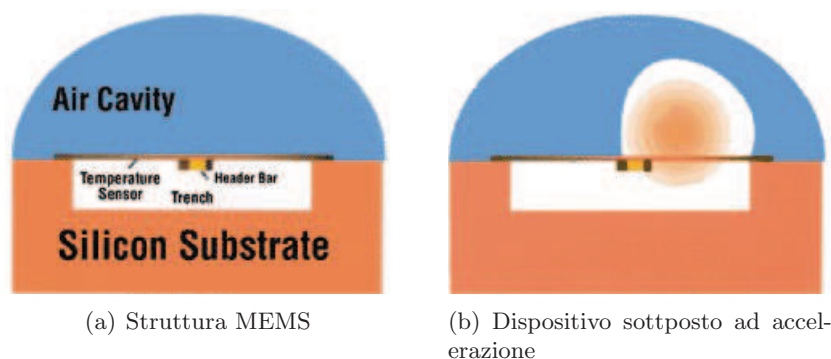 Air Cavity
Temperature
Sensor
Header Bar
Trench
Silicon Substrate
(a) Struttura MEMS
(b) Dispositivo sottposto ad accel-
erazione